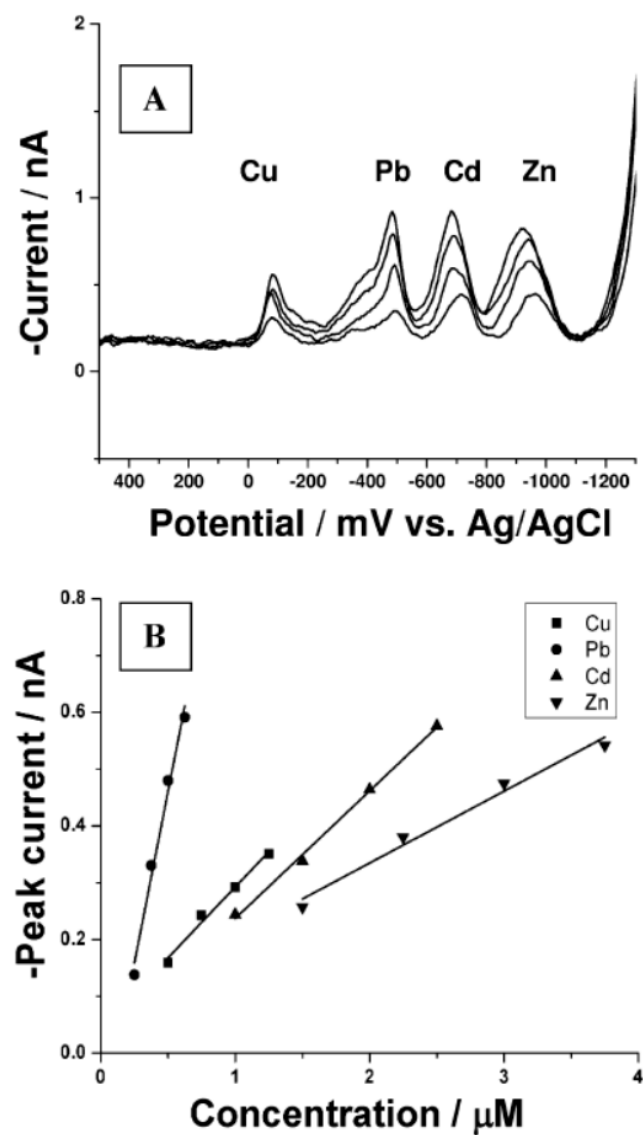 2
A
Cu Pb Cd Zn
1
0
-Current / nA
400 200 0 -200 -400 -600 -800 -1000 -1200
Potential / mV vs. Ag/AgCl
0.8
B
Cu
Pb
Cd
Zn
0.6
0.4
0.2
0.0
-Peak current / nA
0 1 2 3 4
Concentration / μM